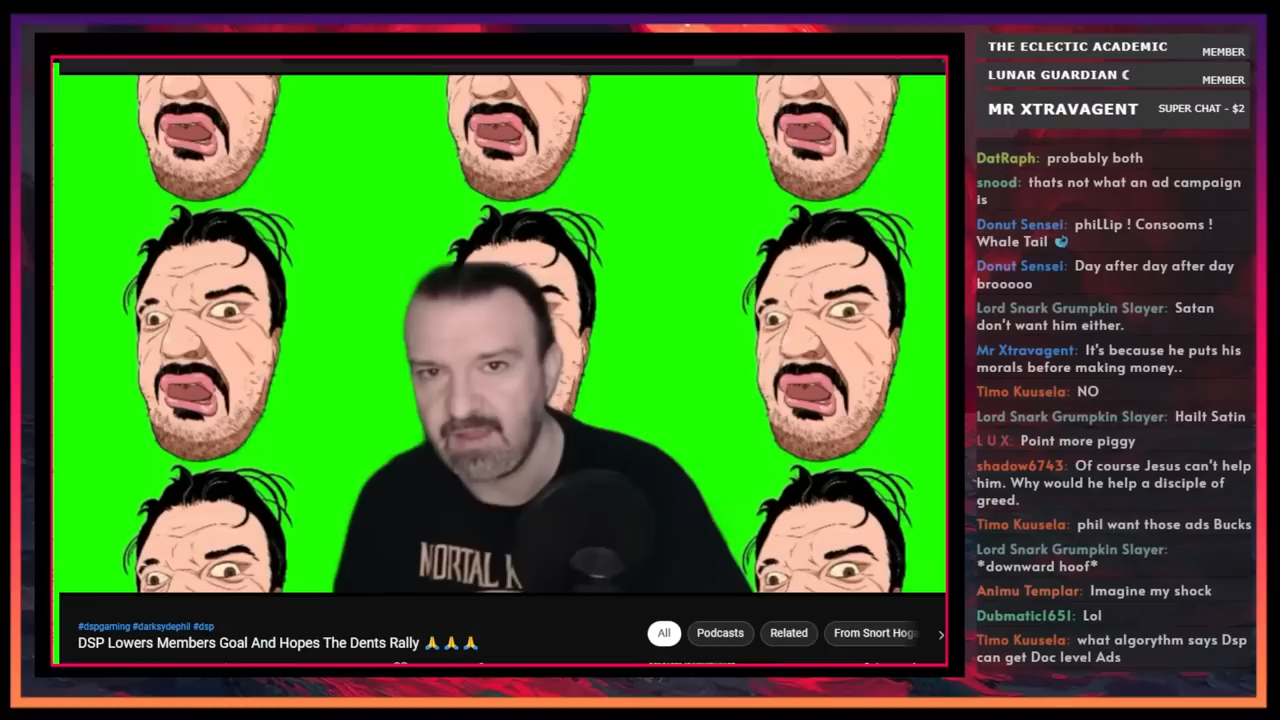 THE ECLECTIC ACADEMIC
MEMBER
LUNAR GUARDIAN C
MEMBER
MR XTRAVAGENT
SUPER CHAT - $2
DatRaph: probably both
snood: thats not what an ad campaign
is
Donut Sensei: phiLLip ! Consooms !
Whale Tail
Donut Sensei: Day after day after day
brooooo
Lord Snark Grumpkin Slayer: Satan
don't want him either.
Mr Xtravagent: It's because he puts his
morals before making money..
Timo Kuusela: NO
Lord Snark Grumpkin Slayer: Hailt Satin
L U X: Point more piggy
shadow6743: Of course Jesus can't help
him. Why would he help a disciple of
greed.
Timo Kuusela: phil want those ads Bucks
Lord Snark Grumpkin Slayer:
*downward hoof*
Animu Templar: Imagine my shock
Dubmatic1651: Lol
Timo Kuusela: what algorythm says Dsp
can get Doc level Ads
NORTAL K
#dspgaming #darksydephil #dsp
DSP Lowers Members Goal And Hopes The Dents Rally 🙏 🙏 🙏
All
Podcasts
Related
From Snort Hog